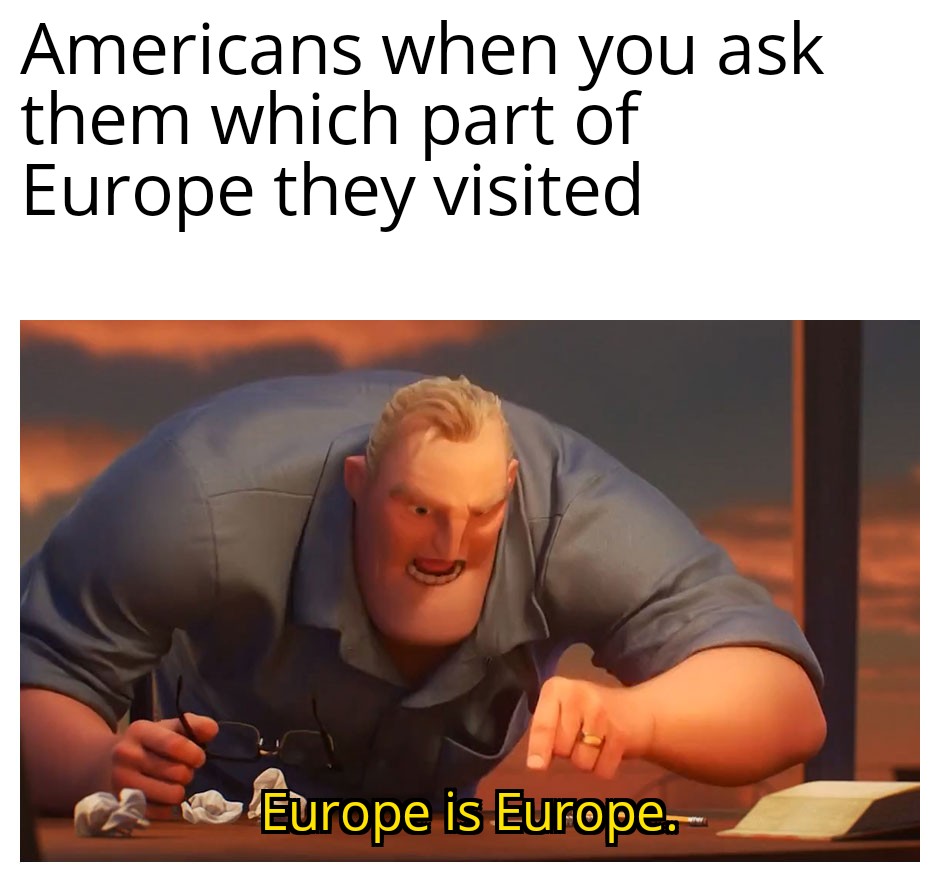 Americans when you ask
them which part of
Europe they visited
Europe is Europe.